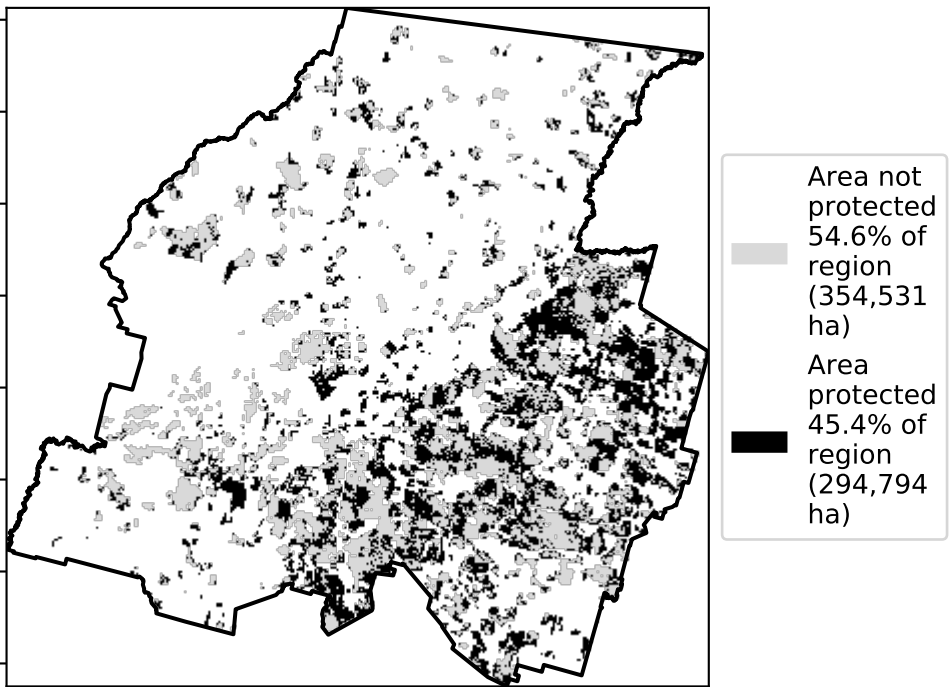 Area not
protected
54.6% of
region
(354,531
ha)
Area
protected
45.4% of
region
(294,794
ha)